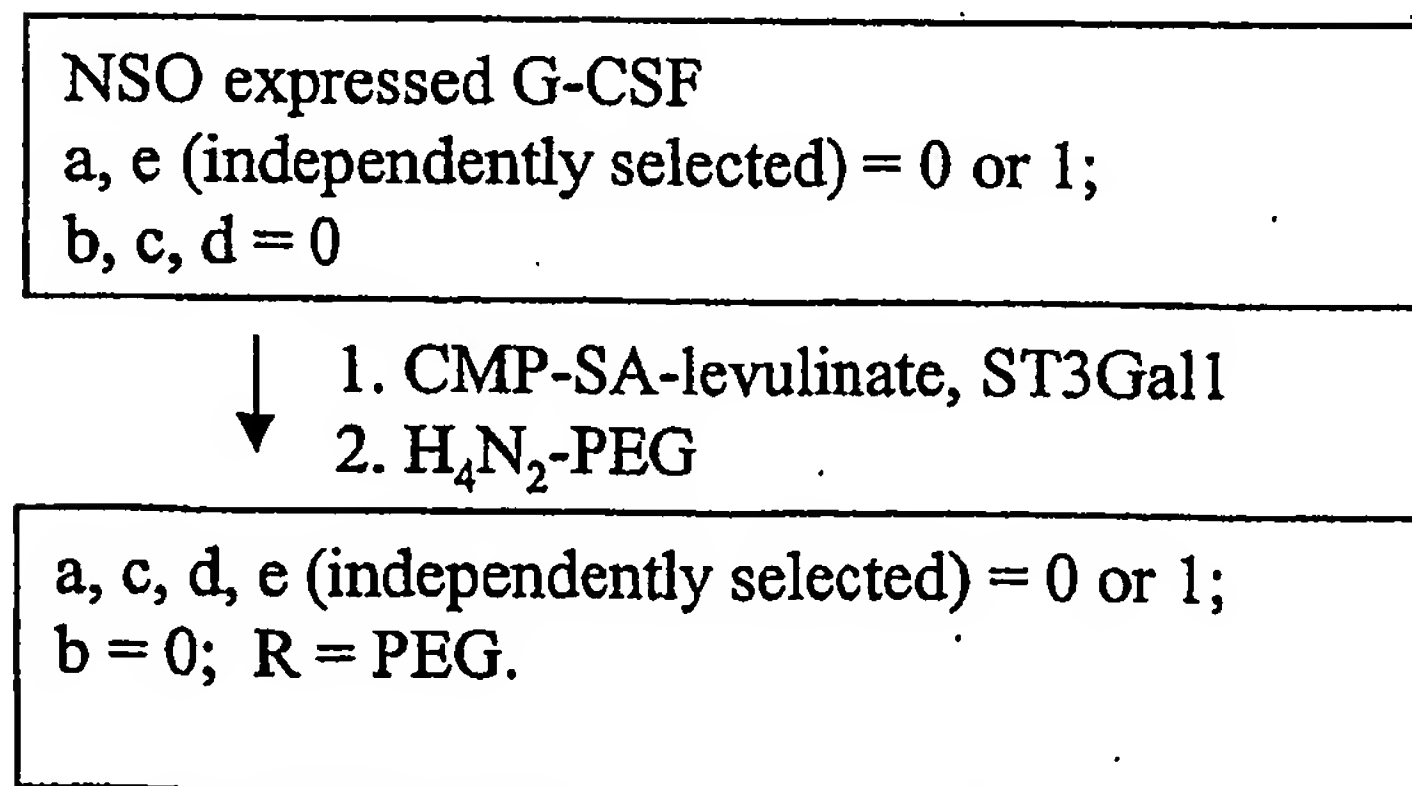 NSO expressed G-CSF
a, e (independently selected) = 0 or 1;
b, c, d = 0
1. CMP-SA-levulinate, ST3Gal1
2. H₄N₂-PEG
a, c, d, e (independently selected) = 0 or 1;
b = 0; R = PEG.